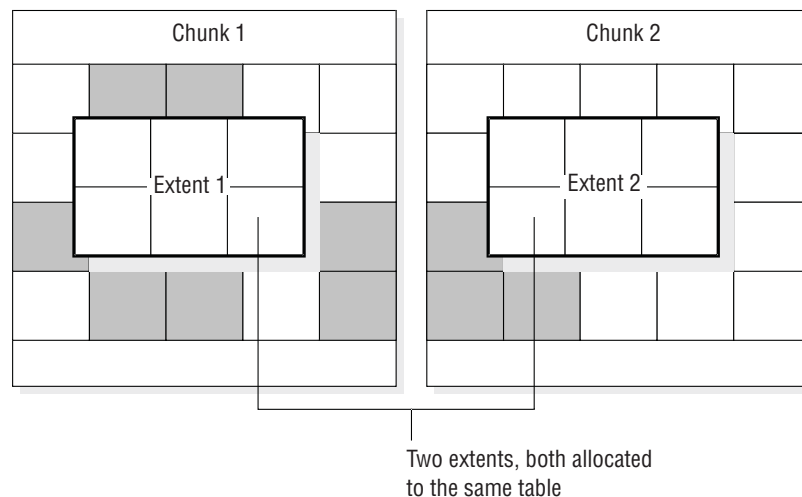 Chunk 1
Chunk 2
Extent 1
Extent 2
Two extents, both allocated
to the same table